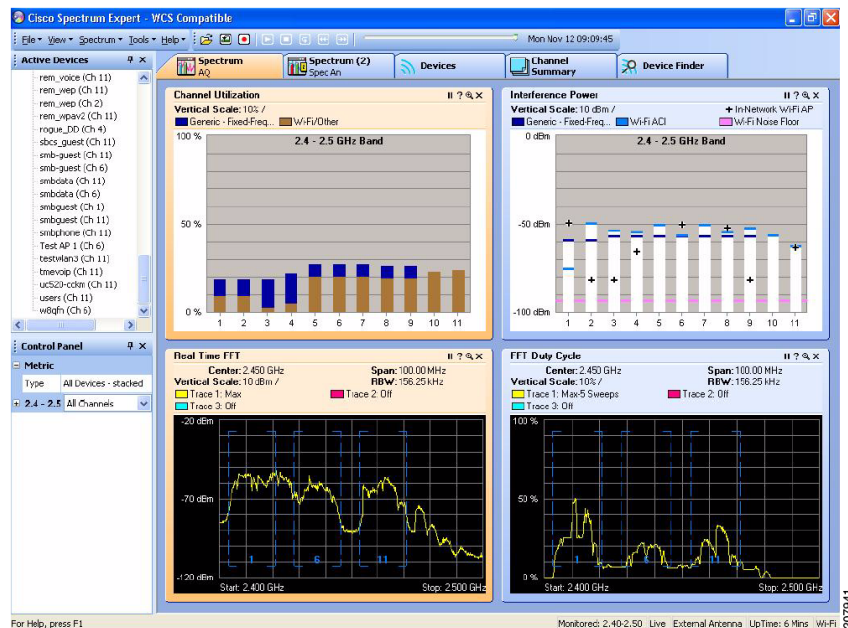 Cisco Spectrum Expert - WCS Compatible
File View Spectrum Tools Help
Mon Nov 12 09:09:45
Active Devices
rem_voice (Ch 11)
rem_wep (Ch 11)
rem_wep (Ch 2)
rem_wpav2 (Ch 11)
rogue_DD (Ch 4)
sbcs_guest (Ch 11)
smb-guest (Ch 11)
smb-guest (Ch 6)
smbdata (Ch 11)
smbdata (Ch 6)
smbguest (Ch 1)
smbguest (Ch 11)
smbphone (Ch 11)
Test AP 1 (Ch 6)
testwlan3 (Ch 11)
tmevoip (Ch 11)
uc520-cckm (Ch 11)
users (Ch 11)
w8qfn (Ch 6)
Control Panel
Metric
Type All Devices - stacked
2.4 - 2.5 All Channels
Spectrum
AQ
Spectrum (2)
Spec An
Devices
Channel
Summary
Device Finder
Channel Utilization
Vertical Scale: 10% /
Generic - Fixed-Freq... Wi-Fi/Other
100 %
2.4 - 2.5 GHz Band
50 %
0 %
1 2 3 4 5 6 7 8 9 10 11
Interference Power
Vertical Scale: 10 dBm / + In-Network Wi-Fi AP
Generic - Fixed-Freq... Wi-Fi ACI Wi-Fi Noise Floor
0 dBm
2.4 - 2.5 GHz Band
-50 dBm
-100 dBm
1 2 3 4 5 6 7 8 9 10 11
Real Time FFT
Center: 2.450 GHz Span: 100.00 MHz
Vertical Scale: 10 dBm / RBW: 156.25 kHz
Trace 1: Max Trace 2: Off
Trace 3: Off
-20 dBm
-70 dBm
1 6 11
-120 dBm
Start: 2.400 GHz Stop: 2.500 GHz
FFT Duty Cycle
Center: 2.450 GHz Span: 100.00 MHz
Vertical Scale: 10% / RBW: 156.25 kHz
Trace 1: Max-5 Sweeps Trace 2: Off
Trace 3: Off
100 %
50 %
1 6 11
0 %
Start: 2.400 GHz Stop: 2.500 GHz
207941
For Help, press F1
Monitored: 2.40-2.50 Live External Antenna UpTime: 6 Mins Wi-Fi